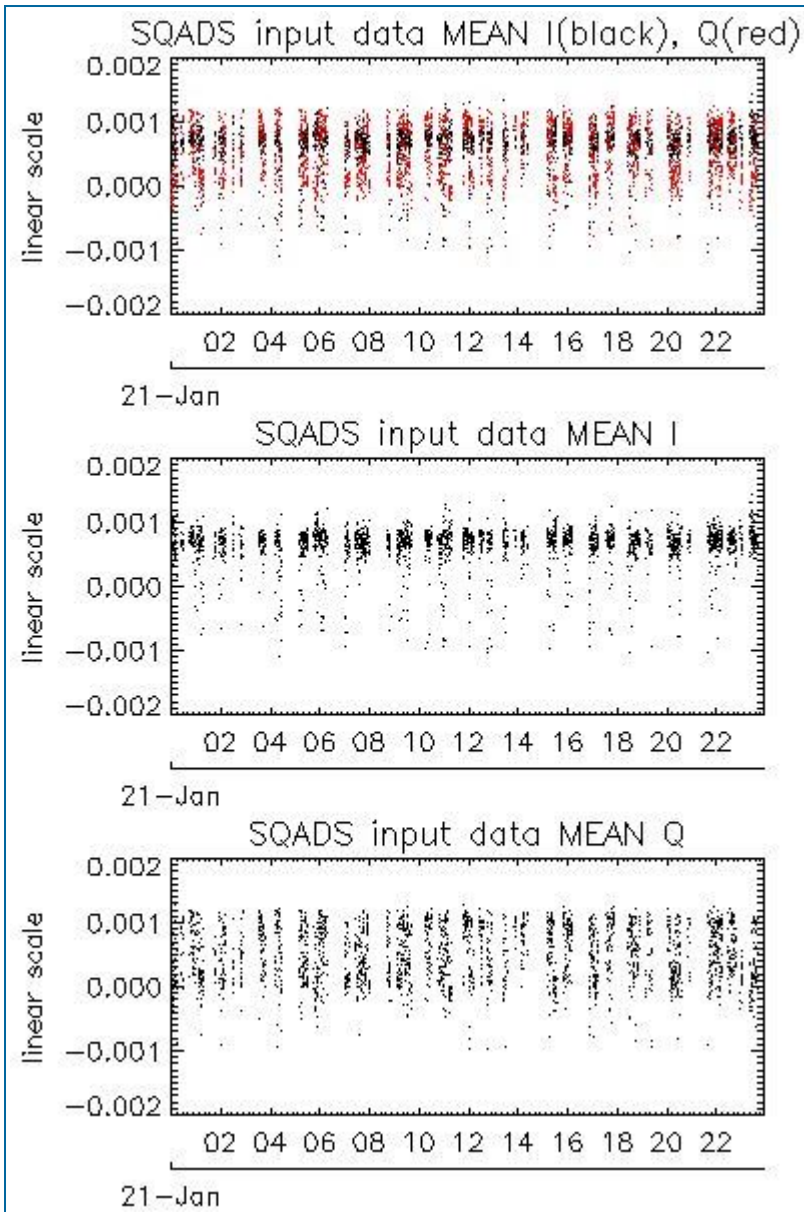 SQADS input data MEAN I(black), Q(red)
linear scale
0.002
0.001
0.000
-0.001
-0.002
02 04 06 08 10 12 14 16 18 20 22
21-Jan
SQADS input data MEAN I
linear scale
0.002
0.001
0.000
-0.001
-0.002
02 04 06 08 10 12 14 16 18 20 22
21-Jan
SQADS input data MEAN Q
linear scale
0.002
0.001
0.000
-0.001
-0.002
02 04 06 08 10 12 14 16 18 20 22
21-Jan